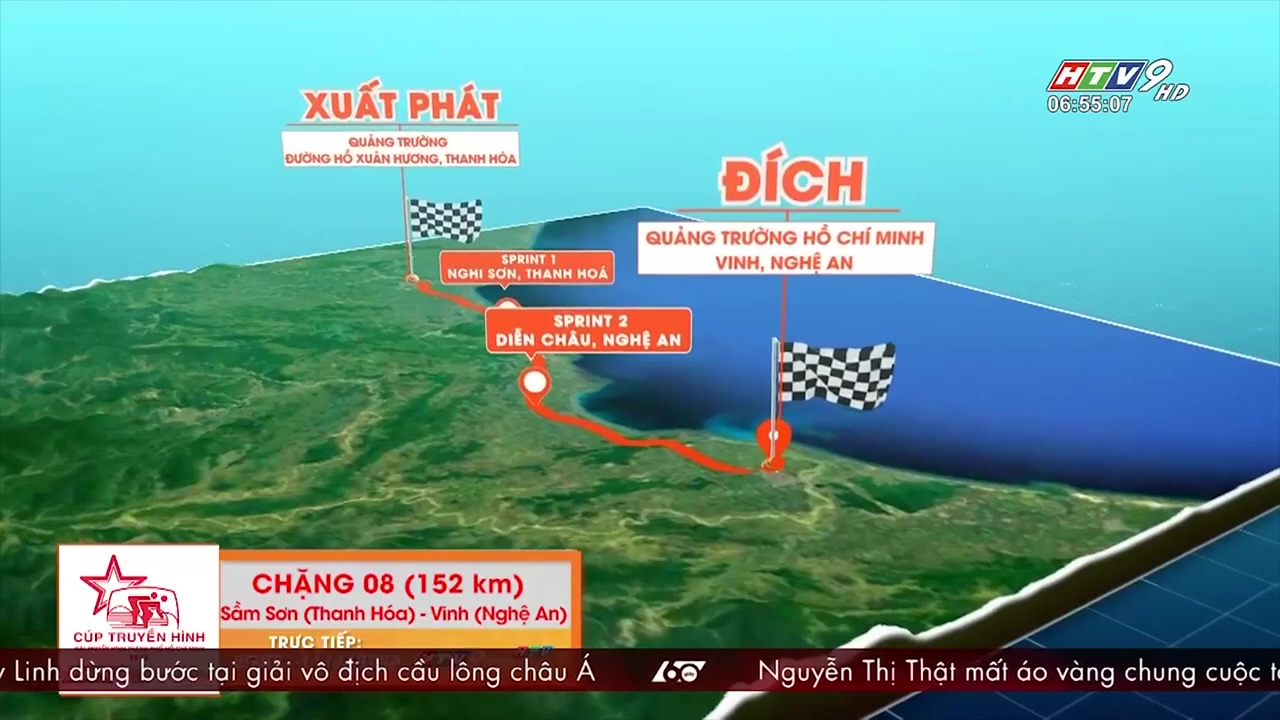 HTV9 HD
06:55:07
XUẤT PHÁT
QUẢNG TRƯỜNG
ĐƯỜNG HỒ XUÂN HƯƠNG, THANH HÓA
ĐÍCH
QUẢNG TRƯỜNG HỒ CHÍ MINH
VINH, NGHỆ AN
SPRINT 1
NGHI SƠN, THANH HOÁ
SPRINT 2
DIỄN CHÂU, NGHỆ AN
CHẶNG 08 (152 km)
Sầm Sơn (Thanh Hóa) - Vinh (Nghệ An)
CÚP TRUYỀN HÌNH
TRỰC TIẾP:
Linh dừng bước tại giải vô địch cầu lông châu Á
60
Nguyễn Thị Thật mất áo vàng chung cuộc